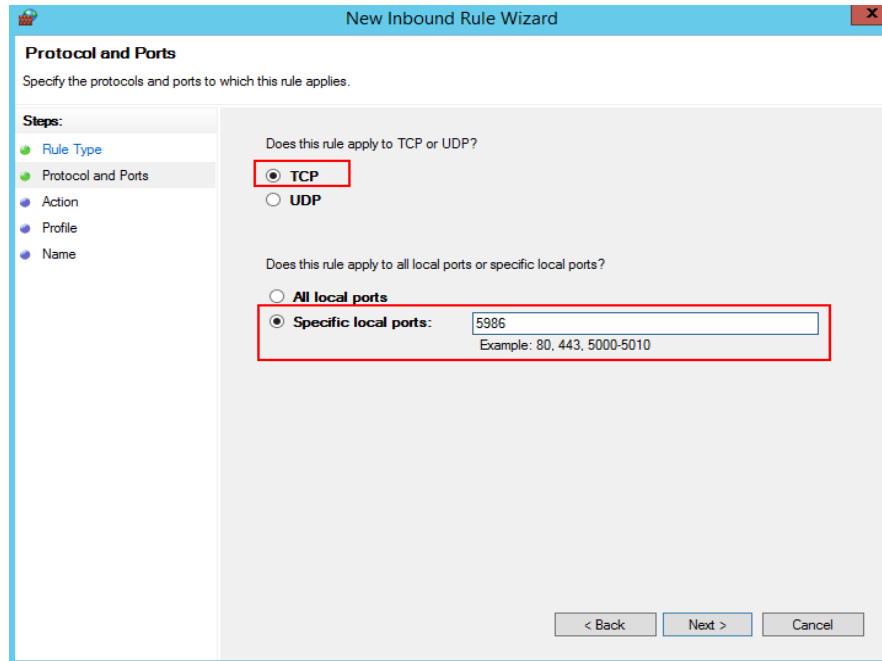 New Inbound Rule Wizard
x
Protocol and Ports
Specify the protocols and ports to which this rule applies.
Steps:
Rule Type
Protocol and Ports
Action
Profile
Name
Does this rule apply to TCP or UDP?
TCP
UDP
Does this rule apply to all local ports or specific local ports?
All local ports
Specific local ports: 5986
Example: 80, 443, 5000-5010
< Back Next > Cancel